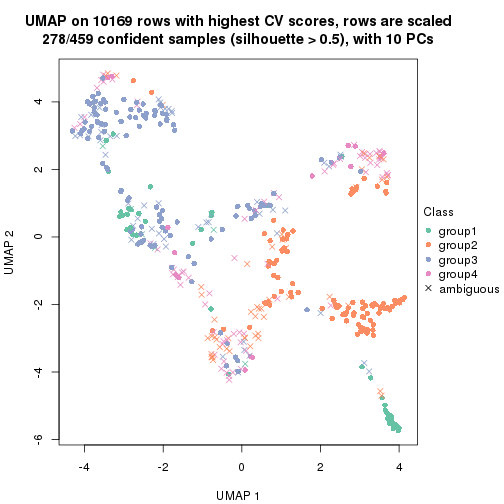 UMAP on 10169 rows with highest CV scores, rows are scaled
278/459 confident samples (silhouette > 0.5), with 10 PCs
4
2
0
-2
-4
-6
UMAP 2
-4
-2
0
2
4
UMAP 1
Class
group1
group2
group3
group4
ambiguous